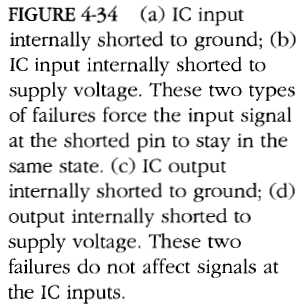 FIGURE 4-34 (a) IC input
internally shorted to ground; (b)
IC input internally shorted to
supply voltage. These two types
of failures force the input signal
at the shorted pin to stay in the
same state. (c) IC output
internally shorted to ground; (d)
output internally shorted to
supply voltage. These two
failures do not affect signals at
the IC inputs.